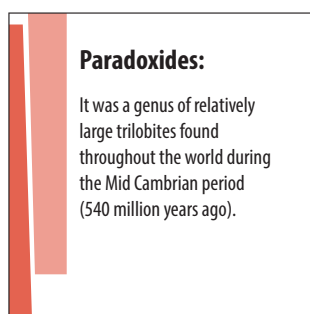 Paradoxides:
It was a genus of relatively
large trilobites found
throughout the world during
the Mid Cambrian period
(540 million years ago).